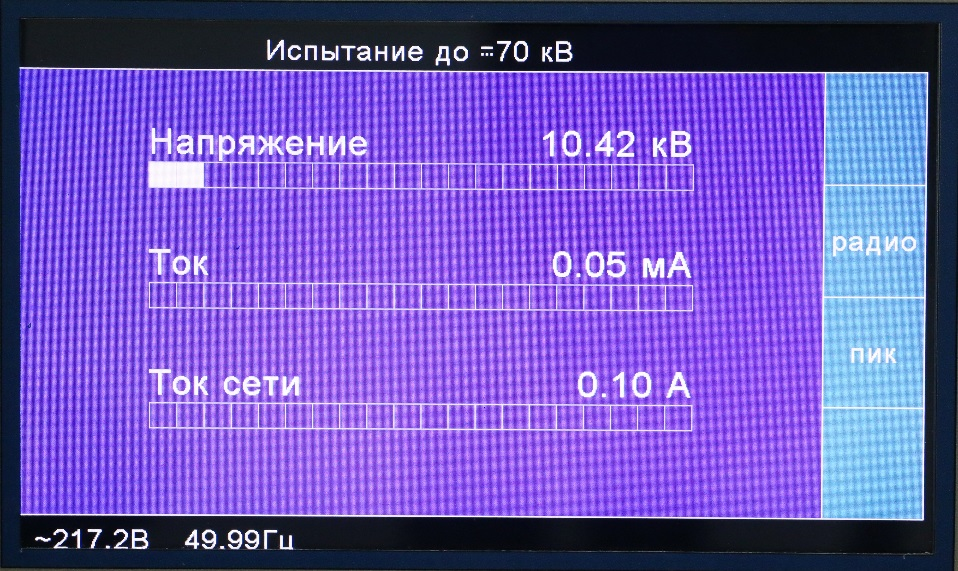 Испытание до ⎓70 кВ
Напряжение 10.42 кВ
Ток 0.05 мА
радио
пик
Ток сети 0.10 А
~217.2В 49.99Гц